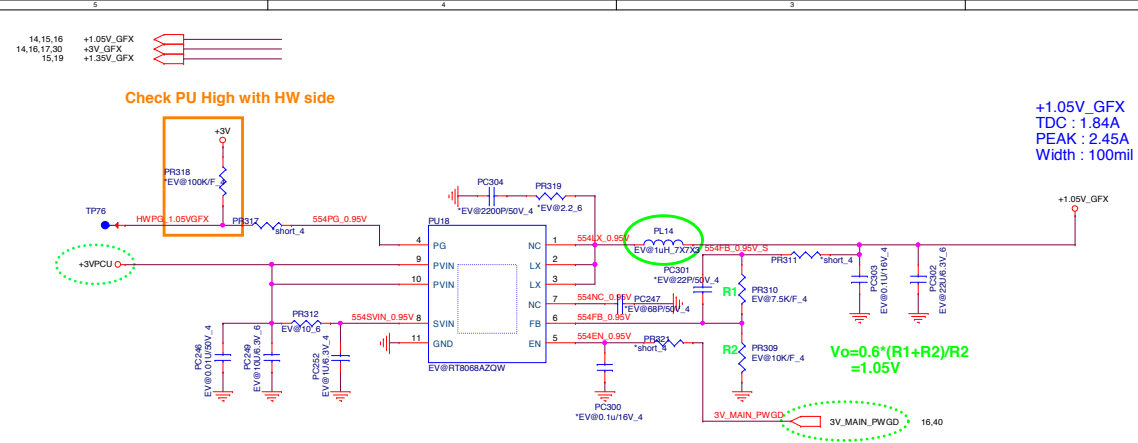 5
4
3
14,15,16 +1.05V_GFX
14,16,17,30 +3V_GFX
15,19 +1.35V_GFX
Check PU High with HW side
+1.05V_GFX
TDC : 1.84A
PEAK : 2.45A
Width : 100mil
+3V
PR318
*EV@100K/F_4
TP76
HWPG_1.05VGFX
PR317
*short_4
554PG_0.95V
PC304
*EV@2200P/50V_4
PR319
*EV@2.2_6
+1.05V_GFX
PU18
4 PG
9 PVIN
10 PVIN
8 SVIN
11 GND
NC 1
LX 2
LX 3
NC 7
FB 6
EN 5
EV@RT8068AZQW
+3VPCU
554LX_0.95V
PL14
EV@1uH_7X7X3
554FB_0.95V_S
PR311
*short_4
PC301
*EV@22P/50V_4
R1
PR310
EV@7.5K/F_4
PC303
EV@0.1U/16V_4
PC302
EV@22U/6.3V_6
554NC_0.95V
PC247
*EV@68P/50V_4
554FB_0.95V
PR312
EV@10_6
554SVIN_0.95V
PC246
EV@0.01U/50V_4
PC249
EV@10U/6.3V_6
PC252
EV@1U/6.3V_4
554EN_0.95V
PR321
*short_4
R2
PR309
EV@10K/F_4
Vo=0.6*(R1+R2)/R2
=1.05V
PC300
*EV@0.1u/16V_4
3V_MAIN_PWGD
3V_MAIN_PWGD 16,40